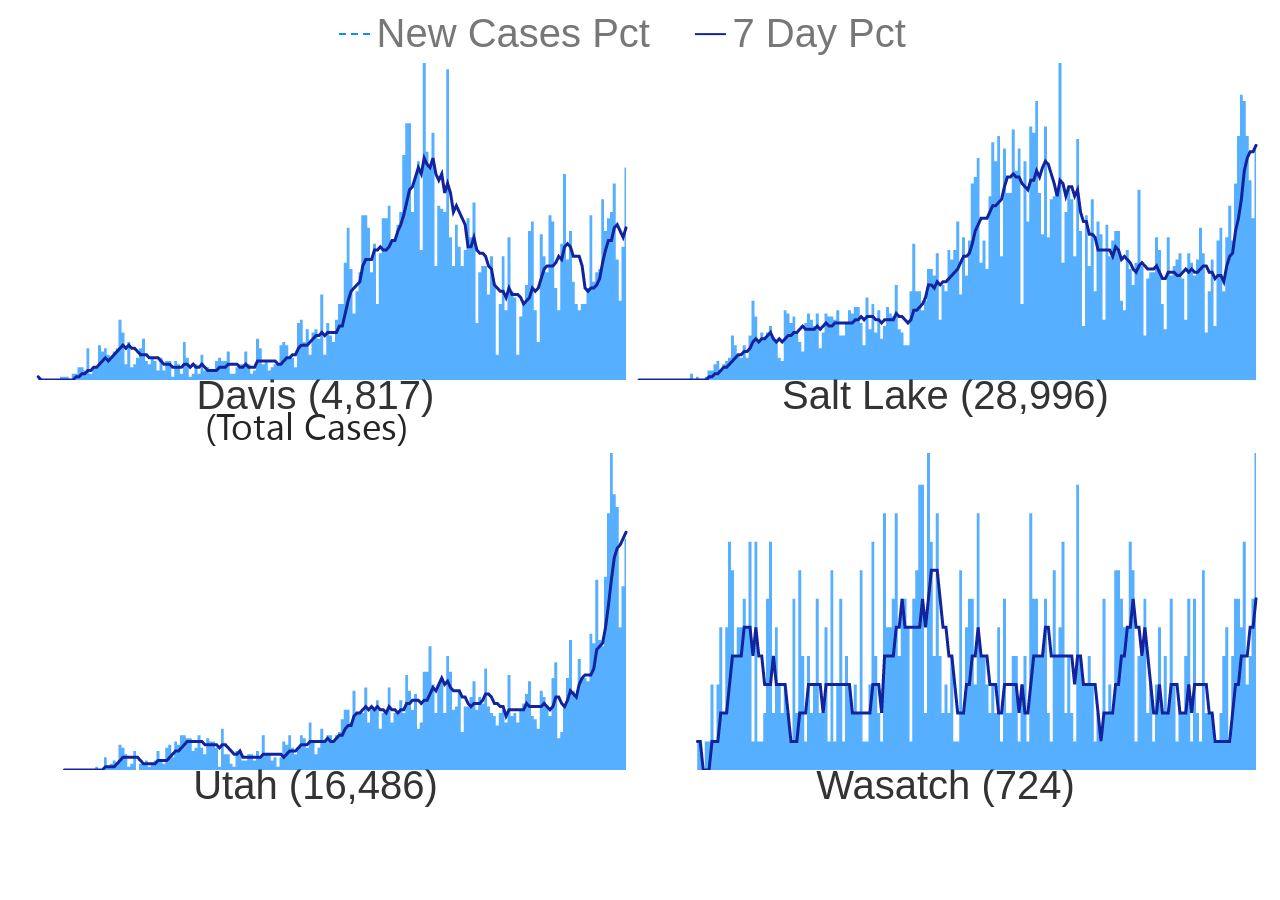 New Cases Pct 7 Day Pct
Davis (4,817) Salt Lake (28,996)
(Total Cases)
Utah (16,486) Wasatch (724)